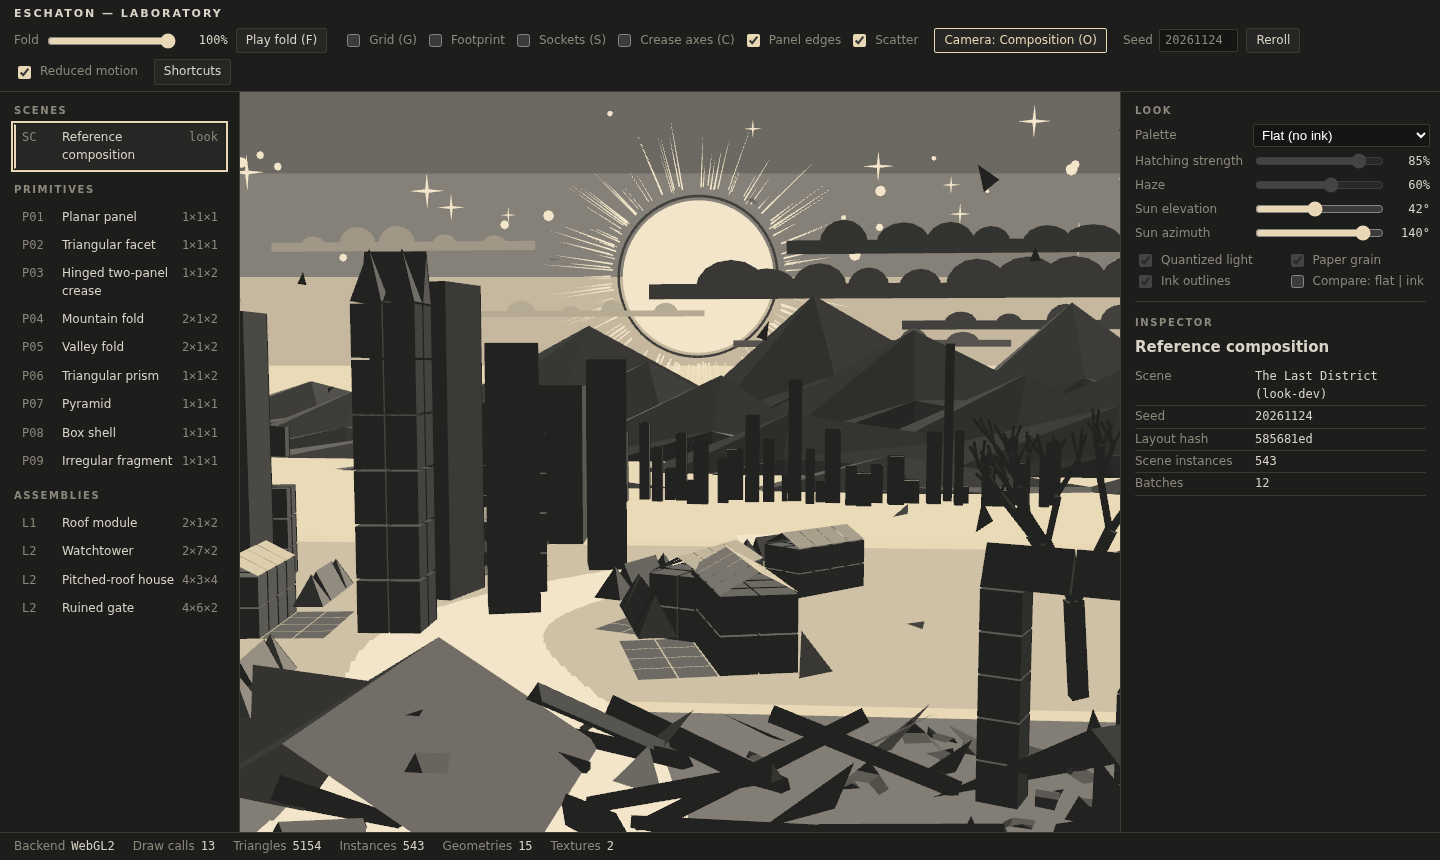 ESCHATON — LABORATORY
Fold 100% Play fold (F) Grid (G) Footprint Sockets (S) Crease axes (C) Panel edges Scatter Camera: Composition (O) Seed 20261124 Reroll
Reduced motion Shortcuts
SCENES
SC Reference composition look
PRIMITIVES
P01 Planar panel 1×1×1
P02 Triangular facet 1×1×1
P03 Hinged two-panel crease 1×1×2
P04 Mountain fold 2×1×2
P05 Valley fold 2×1×2
P06 Triangular prism 1×1×2
P07 Pyramid 1×1×1
P08 Box shell 1×1×1
P09 Irregular fragment 1×1×1
ASSEMBLIES
L1 Roof module 2×1×2
L2 Watchtower 2×7×2
L2 Pitched-roof house 4×3×4
L2 Ruined gate 4×6×2
LOOK
Palette Flat (no ink)
Hatching strength 85%
Haze 60%
Sun elevation 42°
Sun azimuth 140°
Quantized light Paper grain
Ink outlines Compare: flat | ink
INSPECTOR
Reference composition
Scene The Last District
(look-dev)
Seed 20261124
Layout hash 585681ed
Scene instances 543
Batches 12
Backend WebGL2 Draw calls 13 Triangles 5154 Instances 543 Geometries 15 Textures 2